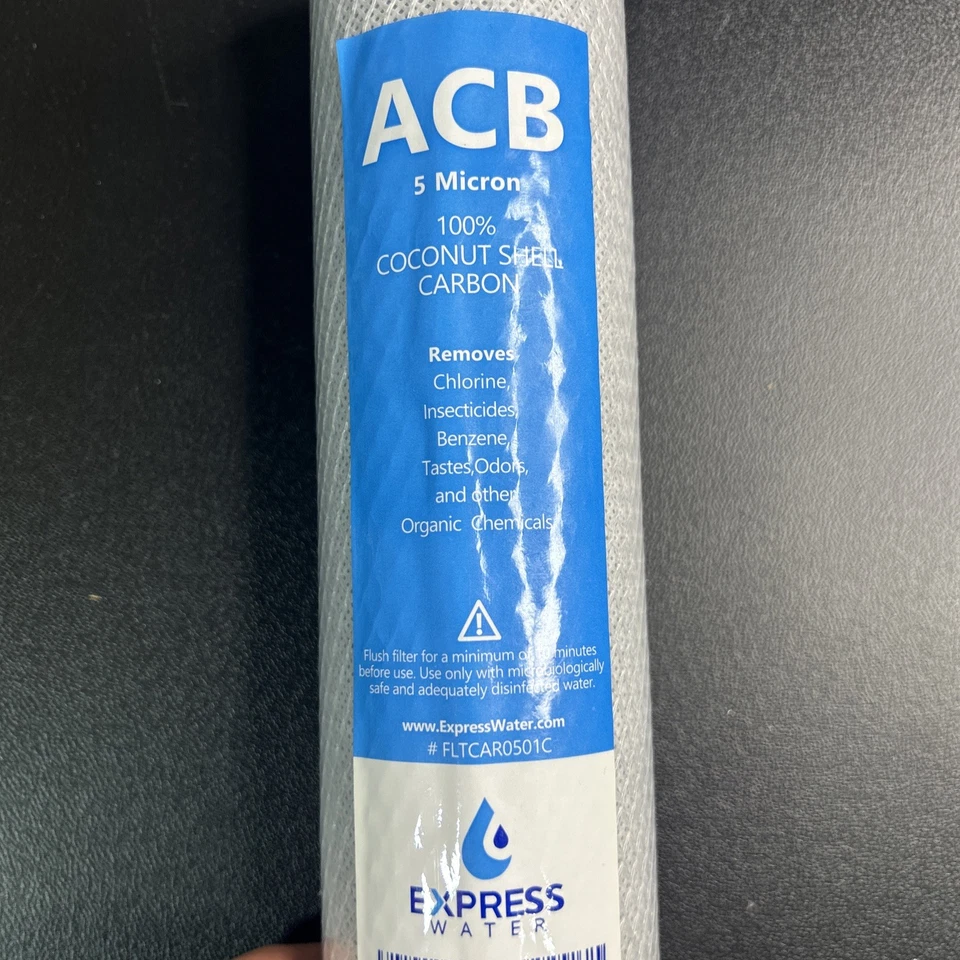 ACB
5 Micron
100%
COCONUT SHELL
CARBON
Removes
Chlorine,
Insecticides,
Benzene,
Tastes,Odors,
and other
Organic Chemicals
Flush filter for a minimum minutes
before use. Use only with microbiologically
safe and adequately disinfected water.
www.ExpressWater.com
# FLTCAR0501C
EXPRESS
WATER